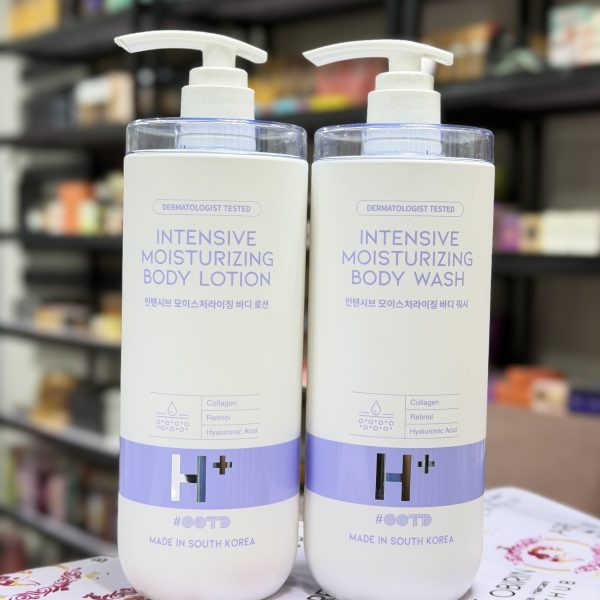 DERMATOLOGIST TESTED
INTENSIVE
MOISTURIZING
BODY LOTION
인텐시브 모이스쳐라이징 바디 로션
Collagen
Retinol
Hyaluronic Acid
H+
#OOTD
MADE IN SOUTH KOREA
DERMATOLOGIST TESTED
INTENSIVE
MOISTURIZING
BODY WASH
인텐시브 모이스쳐라이징 바디 워시
Collagen
Retinol
Hyaluronic Acid
H+
#OOTD
MADE IN SOUTH KOREA
HUB